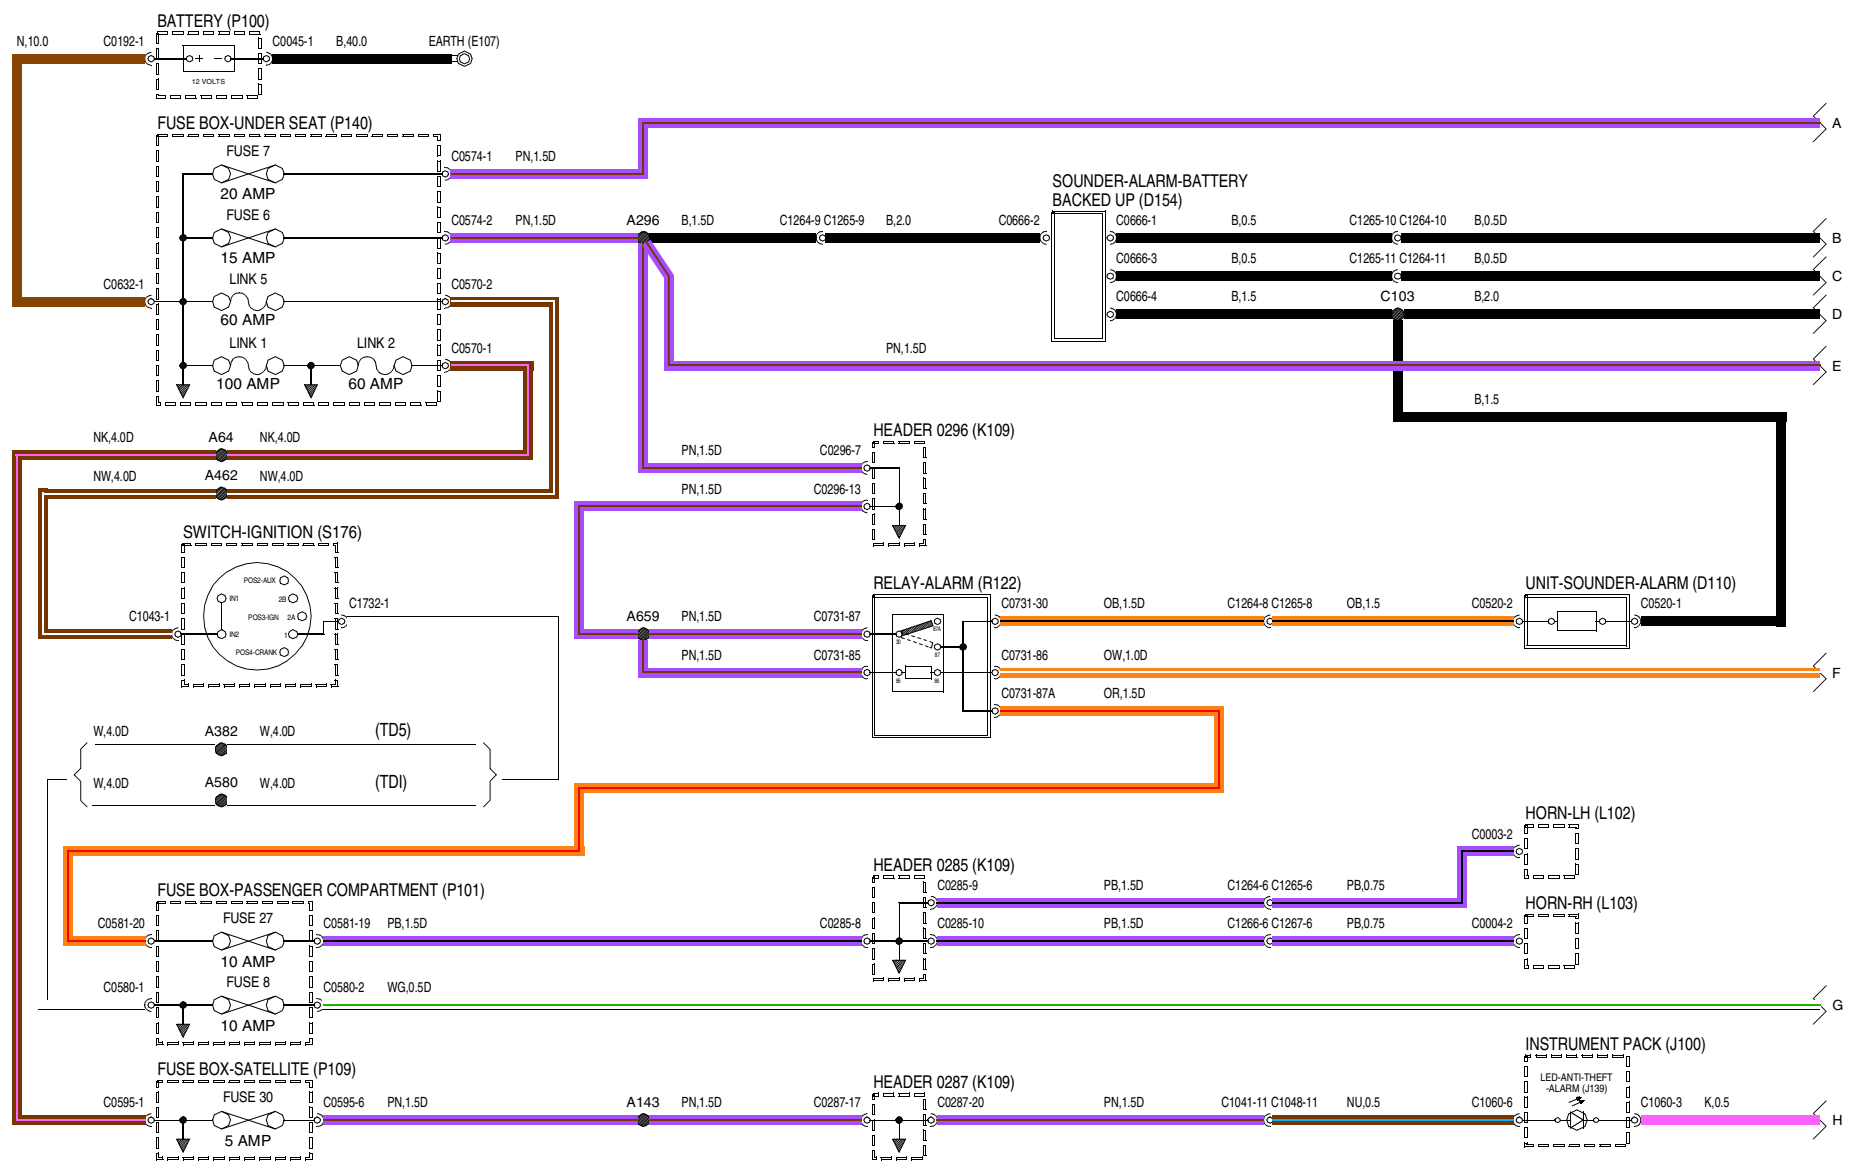 BATTERY (P100)
N,10.0 C0192-1 C0045-1 B,40.0 EARTH (E107)
+ −
12 VOLTS
FUSE BOX-UNDER SEAT (P140)
A
FUSE 7 C0574-1 PN,1.5D
20 AMP
SOUNDER-ALARM-BATTERY
BACKED UP (D154)
FUSE 6 C0574-2 PN,1.5D A296 B,1.5D C1264-9 C1265-9 B,2.0 C0666-2 C0666-1 B,0.5 C1265-10 C1264-10 B,0.5D
B
15 AMP C0666-3 B,0.5 C1265-11 C1264-11 B,0.5D
C
C0632-1 LINK 5 C0570-2
C0666-4 B,1.5 C103 B,2.0
60 AMP D
LINK 1 LINK 2 C0570-1 PN,1.5D
E
100 AMP 60 AMP
B,1.5
HEADER 0296 (K109)
NK,4.0D A64 NK,4.0D
PN,1.5D C0296-7
NW,4.0D A462 NW,4.0D
PN,1.5D C0296-13
SWITCH-IGNITION (S176)
POS2-AUX
IN1 2B
POS3-IGN 2A
IN2 1
POS4-CRANK
C1043-1 C1732-1
RELAY-ALARM (R122) UNIT-SOUNDER-ALARM (D110)
A659 PN,1.5D C0731-87 C0731-30 OB,1.5D C1264-8 C1265-8 OB,1.5 C0520-2 C0520-1
30 87A
87
PN,1.5D C0731-85 C0731-86 OW,1.0D
85 86 F
C0731-87A OR,1.5D
W,4.0D A382 W,4.0D (TD5)
W,4.0D A580 W,4.0D (TDI)
HORN-LH (L102)
C0003-2
HEADER 0285 (K109)
FUSE BOX-PASSENGER COMPARTMENT (P101) C0285-9 PB,1.5D C1264-6 C1265-6 PB,0.75
HORN-RH (L103)
C0581-20 FUSE 27 C0581-19 PB,1.5D C0285-8 C0285-10 PB,1.5D C1266-6 C1267-6 PB,0.75 C0004-2
10 AMP
C0580-1 FUSE 8 C0580-2 WG,0.5D
G
10 AMP
INSTRUMENT PACK (J100)
FUSE BOX-SATELLITE (P109)
LED-ANTI-THEFT
-ALARM (J139)
HEADER 0287 (K109)
C0595-1 FUSE 30 C0595-6 PN,1.5D A143 PN,1.5D C0287-17 C0287-20 PN,1.5D C1041-11 C1048-11 NU,0.5 C1060-6 C1060-3 K,0.5
H
5 AMP